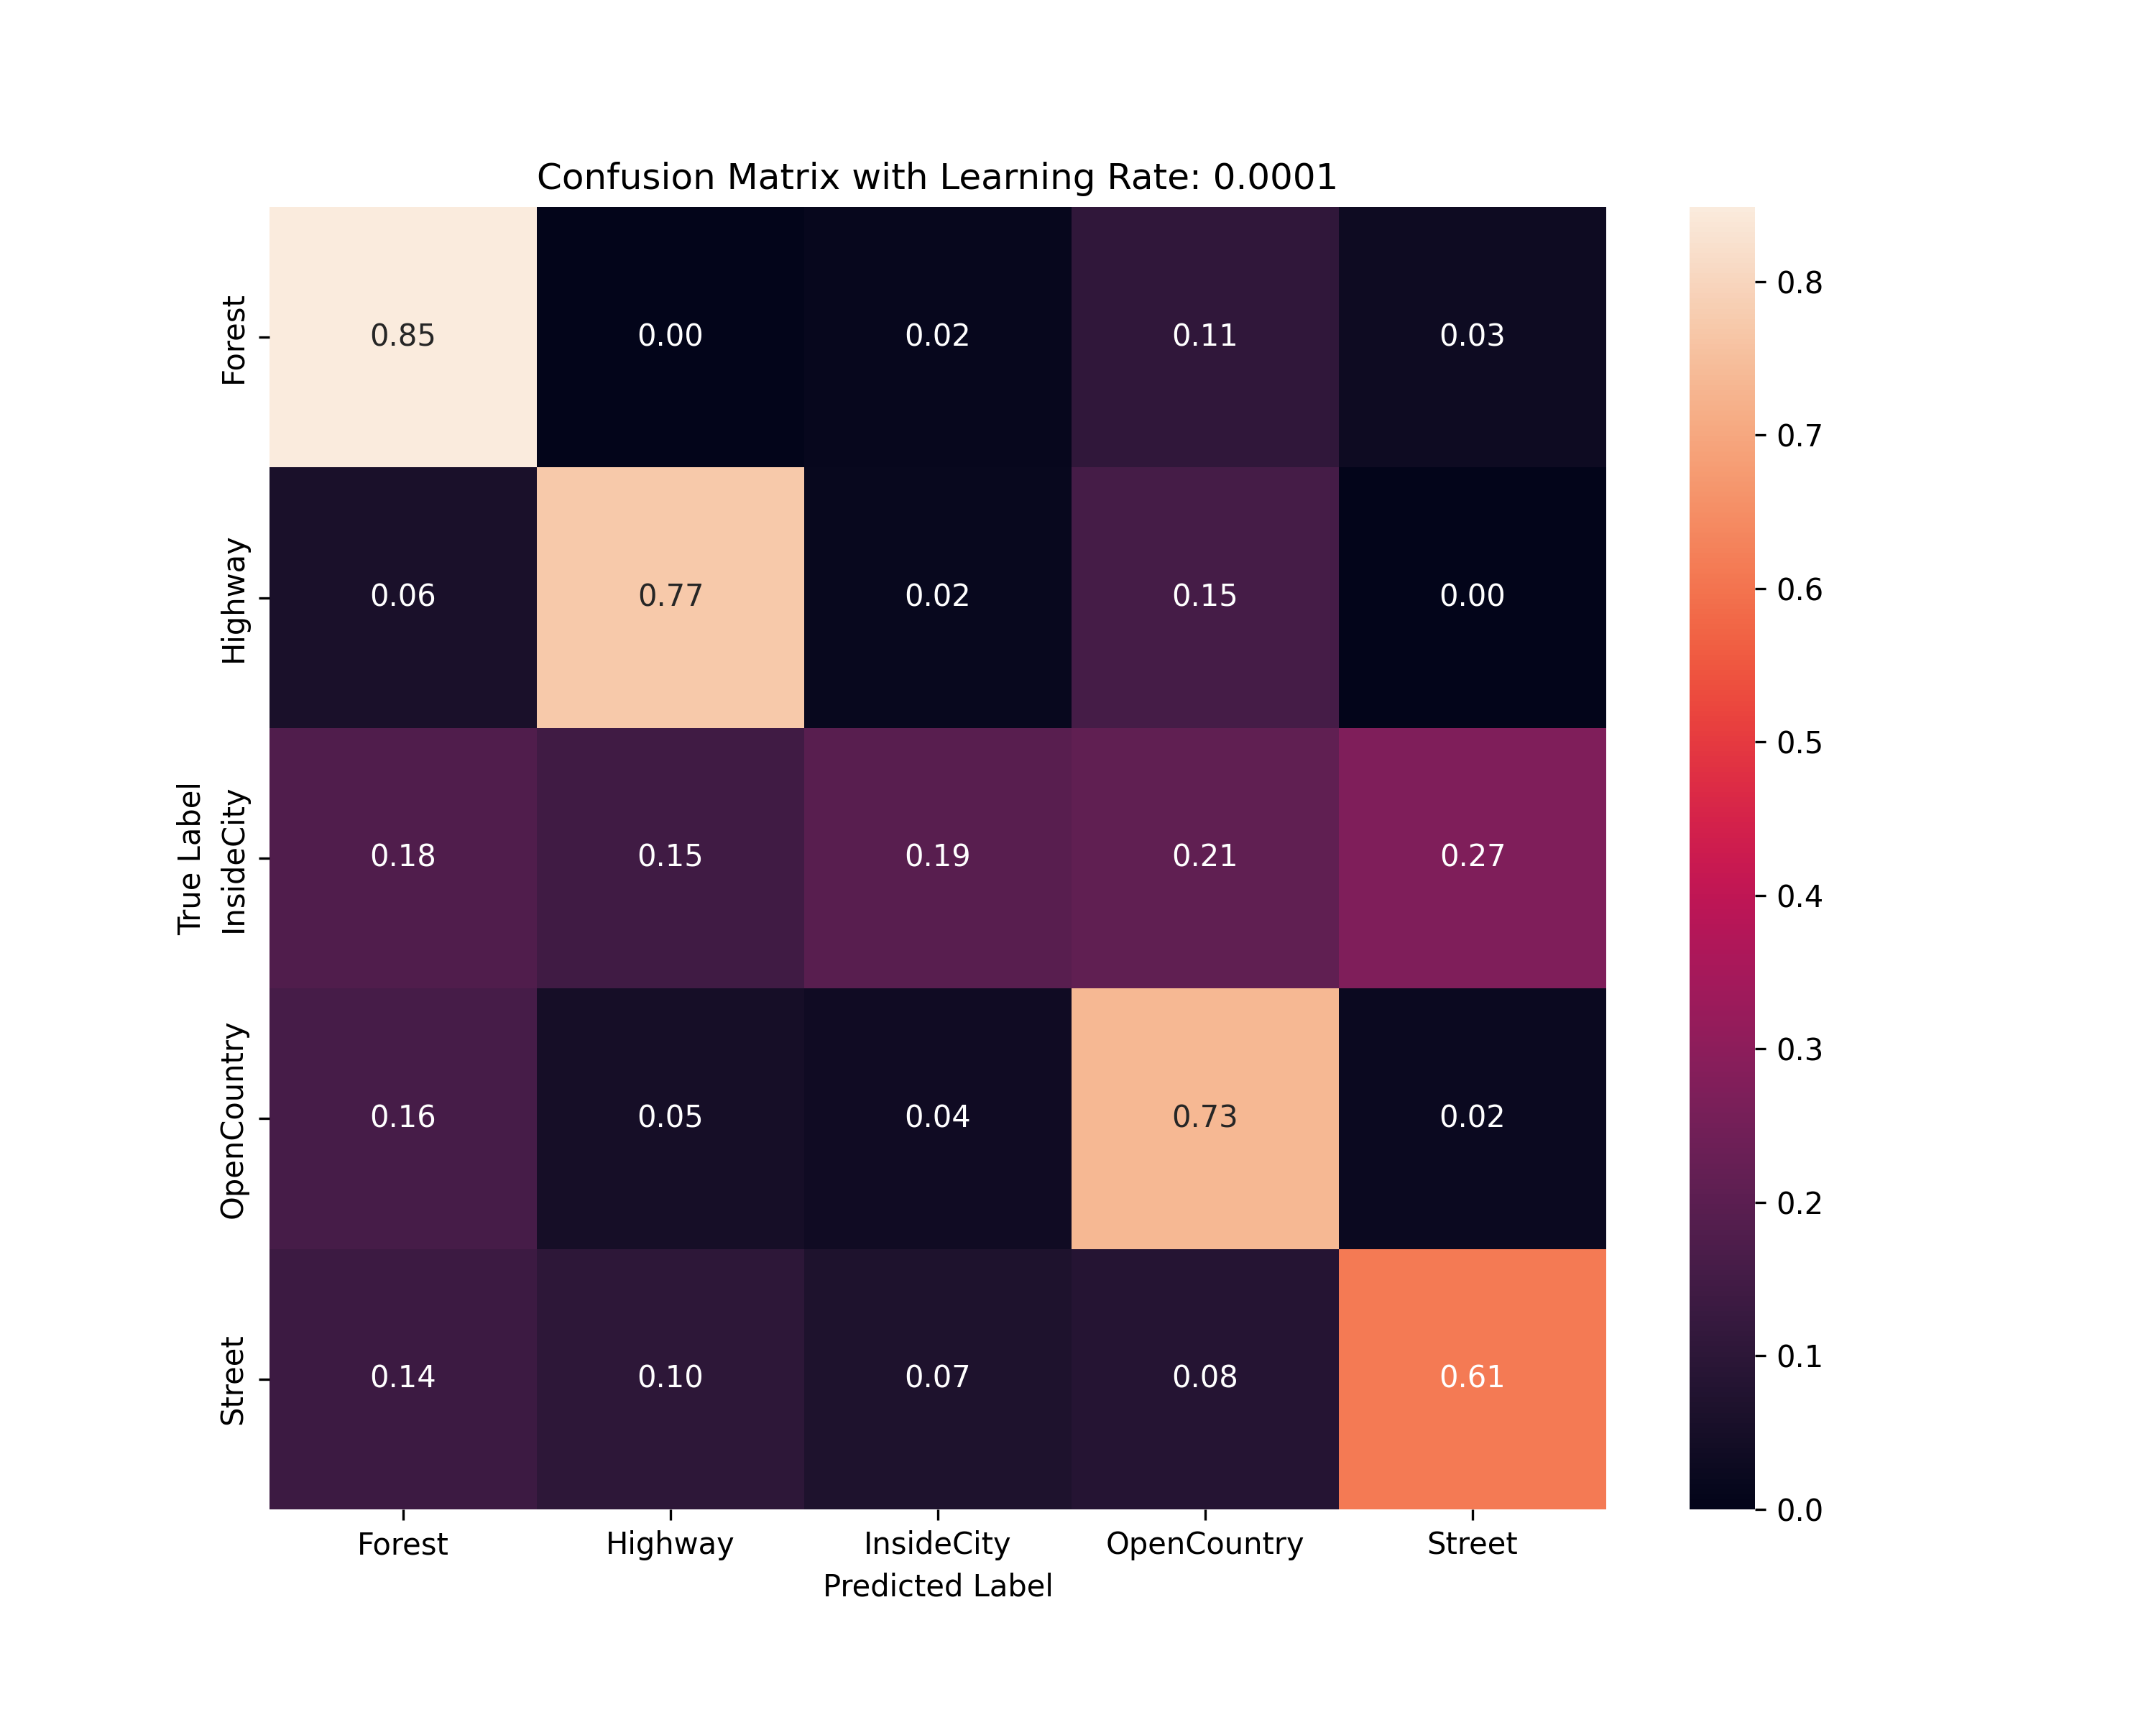 Confusion Matrix with Learning Rate: 0.0001
True Label
Forest 0.85 0.00 0.02 0.11 0.03
Highway 0.06 0.77 0.02 0.15 0.00
InsideCity 0.18 0.15 0.19 0.21 0.27
OpenCountry 0.16 0.05 0.04 0.73 0.02
Street 0.14 0.10 0.07 0.08 0.61
Forest Highway InsideCity OpenCountry Street
Predicted Label
0.8
0.7
0.6
0.5
0.4
0.3
0.2
0.1
0.0